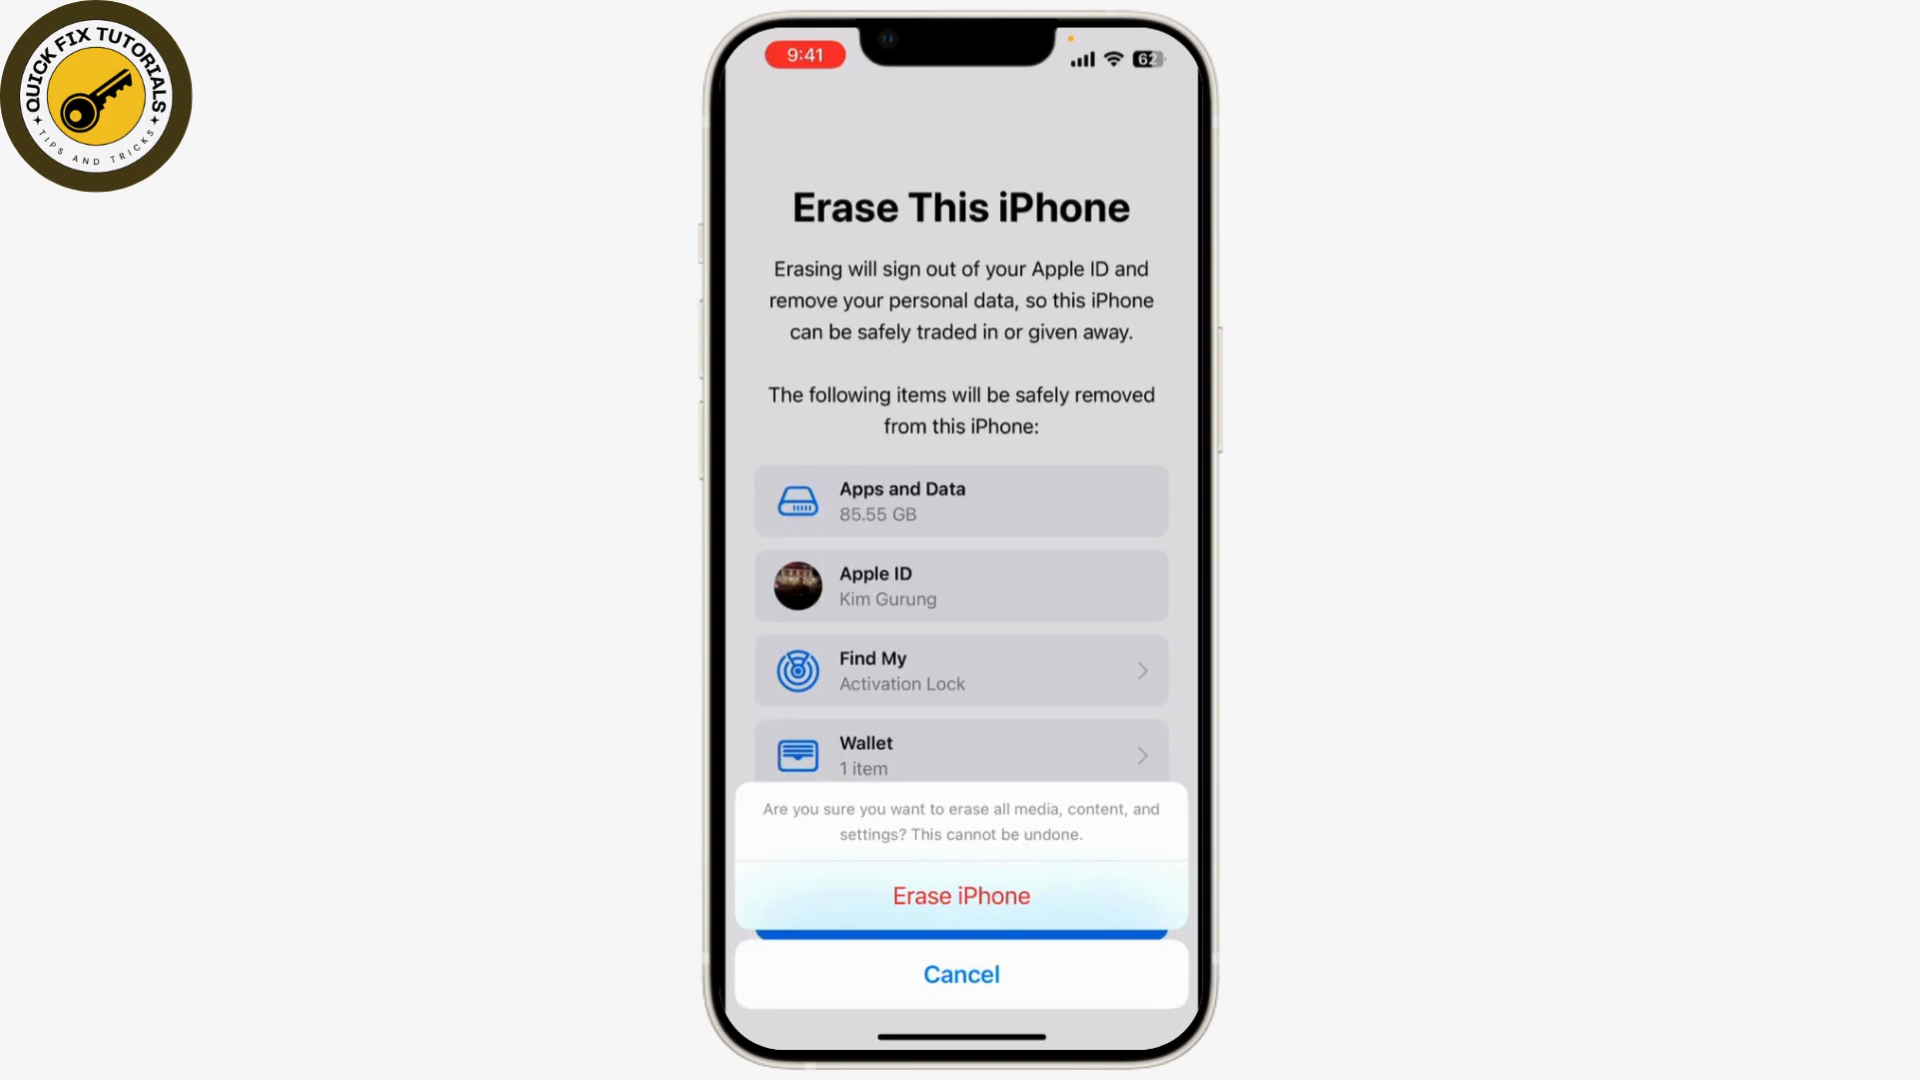 QUICK FIX TUTORIALS
TIPS AND TRICKS
9:41
62
Erase This iPhone
Erasing will sign out of your Apple ID and
remove your personal data, so this iPhone
can be safely traded in or given away.
The following items will be safely removed
from this iPhone:
Apps and Data
85.55 GB
Apple ID
Kim Gurung
Find My
Activation Lock
Wallet
1 item
Are you sure you want to erase all media, content, and
settings? This cannot be undone.
Erase iPhone
Cancel